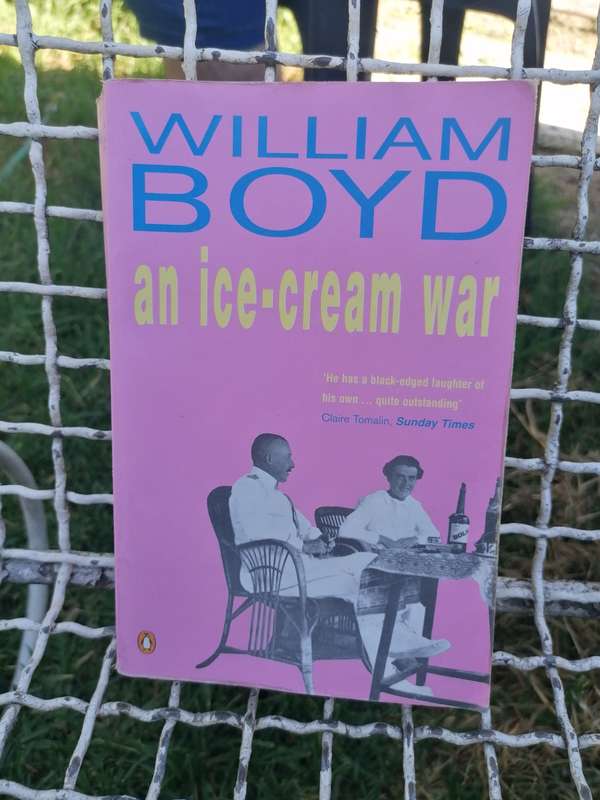 WILLIAM
BOYD
an ice-cream war
'He has a black-edged laughter of
his own ... quite outstanding'
Claire Tomalin, Sunday Times
BOLS